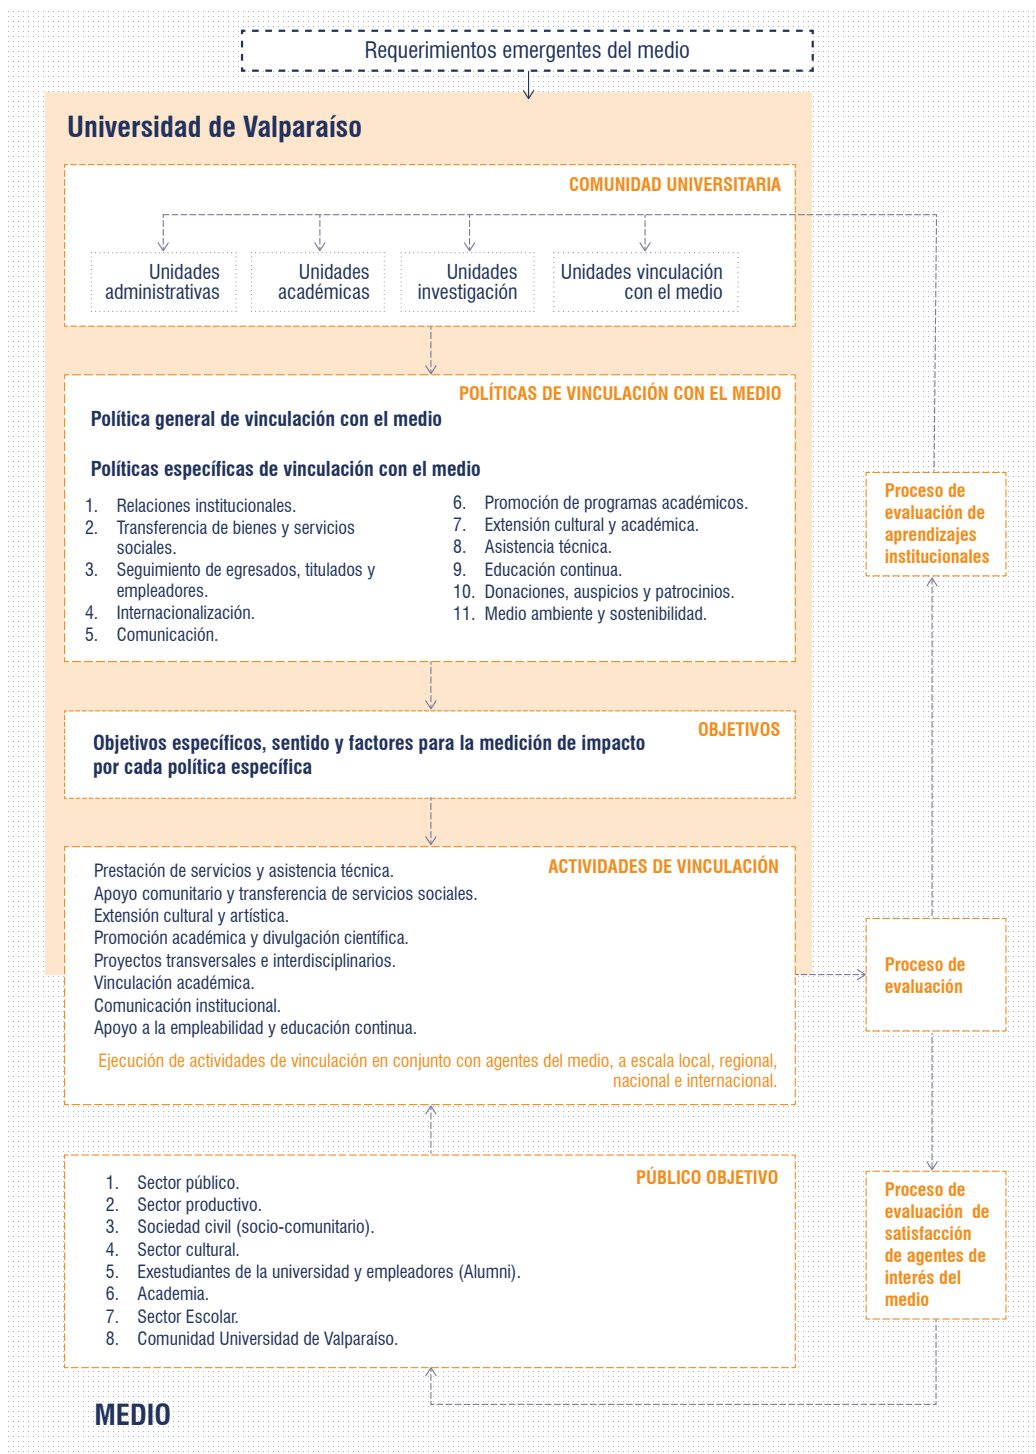 Requerimientos emergentes del medio
Universidad de Valparaíso
COMUNIDAD UNIVERSITARIA
Unidades
administrativas
Unidades
académicas
Unidades
investigación
Unidades vinculación
con el medio
POLÍTICAS DE VINCULACIÓN CON EL MEDIO
Política general de vinculación con el medio
Políticas específicas de vinculación con el medio
1. Relaciones institucionales.
2. Transferencia de bienes y servicios
sociales.
3. Seguimiento de egresados, titulados y
empleadores.
4. Internacionalización.
5. Comunicación.
6. Promoción de programas académicos.
7. Extensión cultural y académica.
8. Asistencia técnica.
9. Educación continua.
10. Donaciones, auspicios y patrocinios.
11. Medio ambiente y sostenibilidad.
Proceso de
evaluación de
aprendizajes
institucionales
OBJETIVOS
Objetivos específicos, sentido y factores para la medición de impacto
por cada política específica
ACTIVIDADES DE VINCULACIÓN
Prestación de servicios y asistencia técnica.
Apoyo comunitario y transferencia de servicios sociales.
Extensión cultural y artística.
Promoción académica y divulgación científica.
Proyectos transversales e interdisciplinarios.
Vinculación académica.
Comunicación institucional.
Apoyo a la empleabilidad y educación continua.
Ejecución de actividades de vinculación en conjunto con agentes del medio, a escala local, regional,
nacional e internacional.
Proceso de
evaluación
PÚBLICO OBJETIVO
1. Sector público.
2. Sector productivo.
3. Sociedad civil (socio-comunitario).
4. Sector cultural.
5. Exestudiantes de la universidad y empleadores (Alumni).
6. Academia.
7. Sector Escolar.
8. Comunidad Universidad de Valparaíso.
Proceso de
evaluación de
satisfacción
de agentes de
interés del
medio
MEDIO